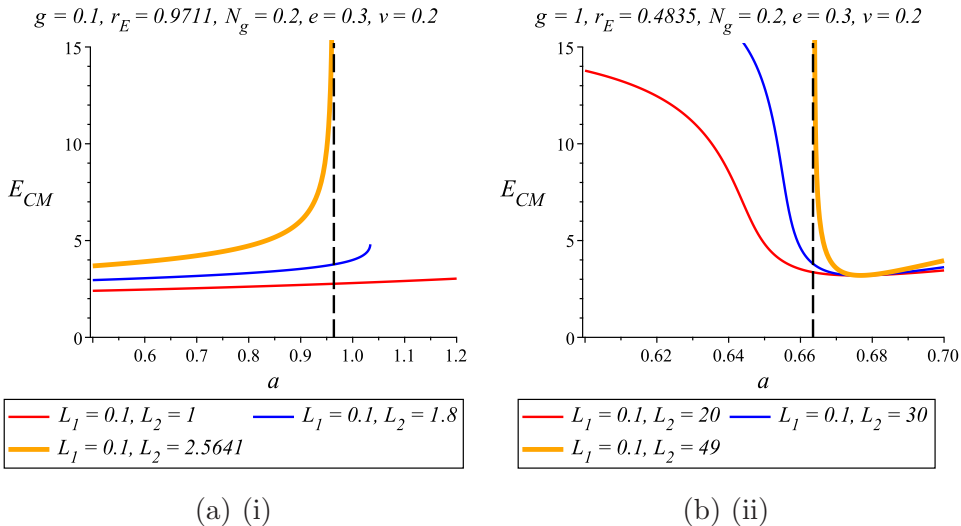 g = 0.1, r_E = 0.9711, N_g = 0.2, e = 0.3, v = 0.2
15
10
E_CM
5
0
0.6 0.7 0.8 0.9 1.0 1.1 1.2
a
L_1 = 0.1, L_2 = 1
L_1 = 0.1, L_2 = 1.8
L_1 = 0.1, L_2 = 2.5641
(a) (i)
g = 1, r_E = 0.4835, N_g = 0.2, e = 0.3, v = 0.2
15
10
E_CM
5
0
0.62 0.64 0.66 0.68 0.70
a
L_1 = 0.1, L_2 = 20
L_1 = 0.1, L_2 = 30
L_1 = 0.1, L_2 = 49
(b) (ii)